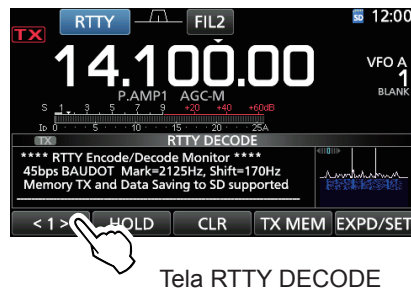 RTTY FIL2 SD 12:00
TX
14.100.00
VFO A
1
BLANK
P.AMP1 AGC-M
S 1 3 5 7 9 +20 +40 +60dB
ID 0 5 10 15 20 25A
TX RTTY DECODE
**** RTTY Encode/Decode Monitor ****
45bps BAUDOT Mark=2125Hz, Shift=170Hz
Memory TX and Data Saving to SD supported
< 1 > HOLD CLR TX MEM EXPD/SET
Tela RTTY DECODE